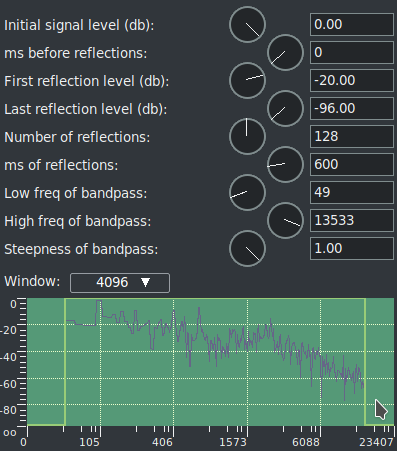 Initial signal level (db): 0.00
ms before reflections: 0
First reflection level (db): -20.00
Last reflection level (db): -96.00
Number of reflections: 128
ms of reflections: 600
Low freq of bandpass: 49
High freq of bandpass: 13533
Steepness of bandpass: 1.00
Window: 4096 ▼
0
-20
-40
-60
-80
oo
0 105 406 1573 6088 23407